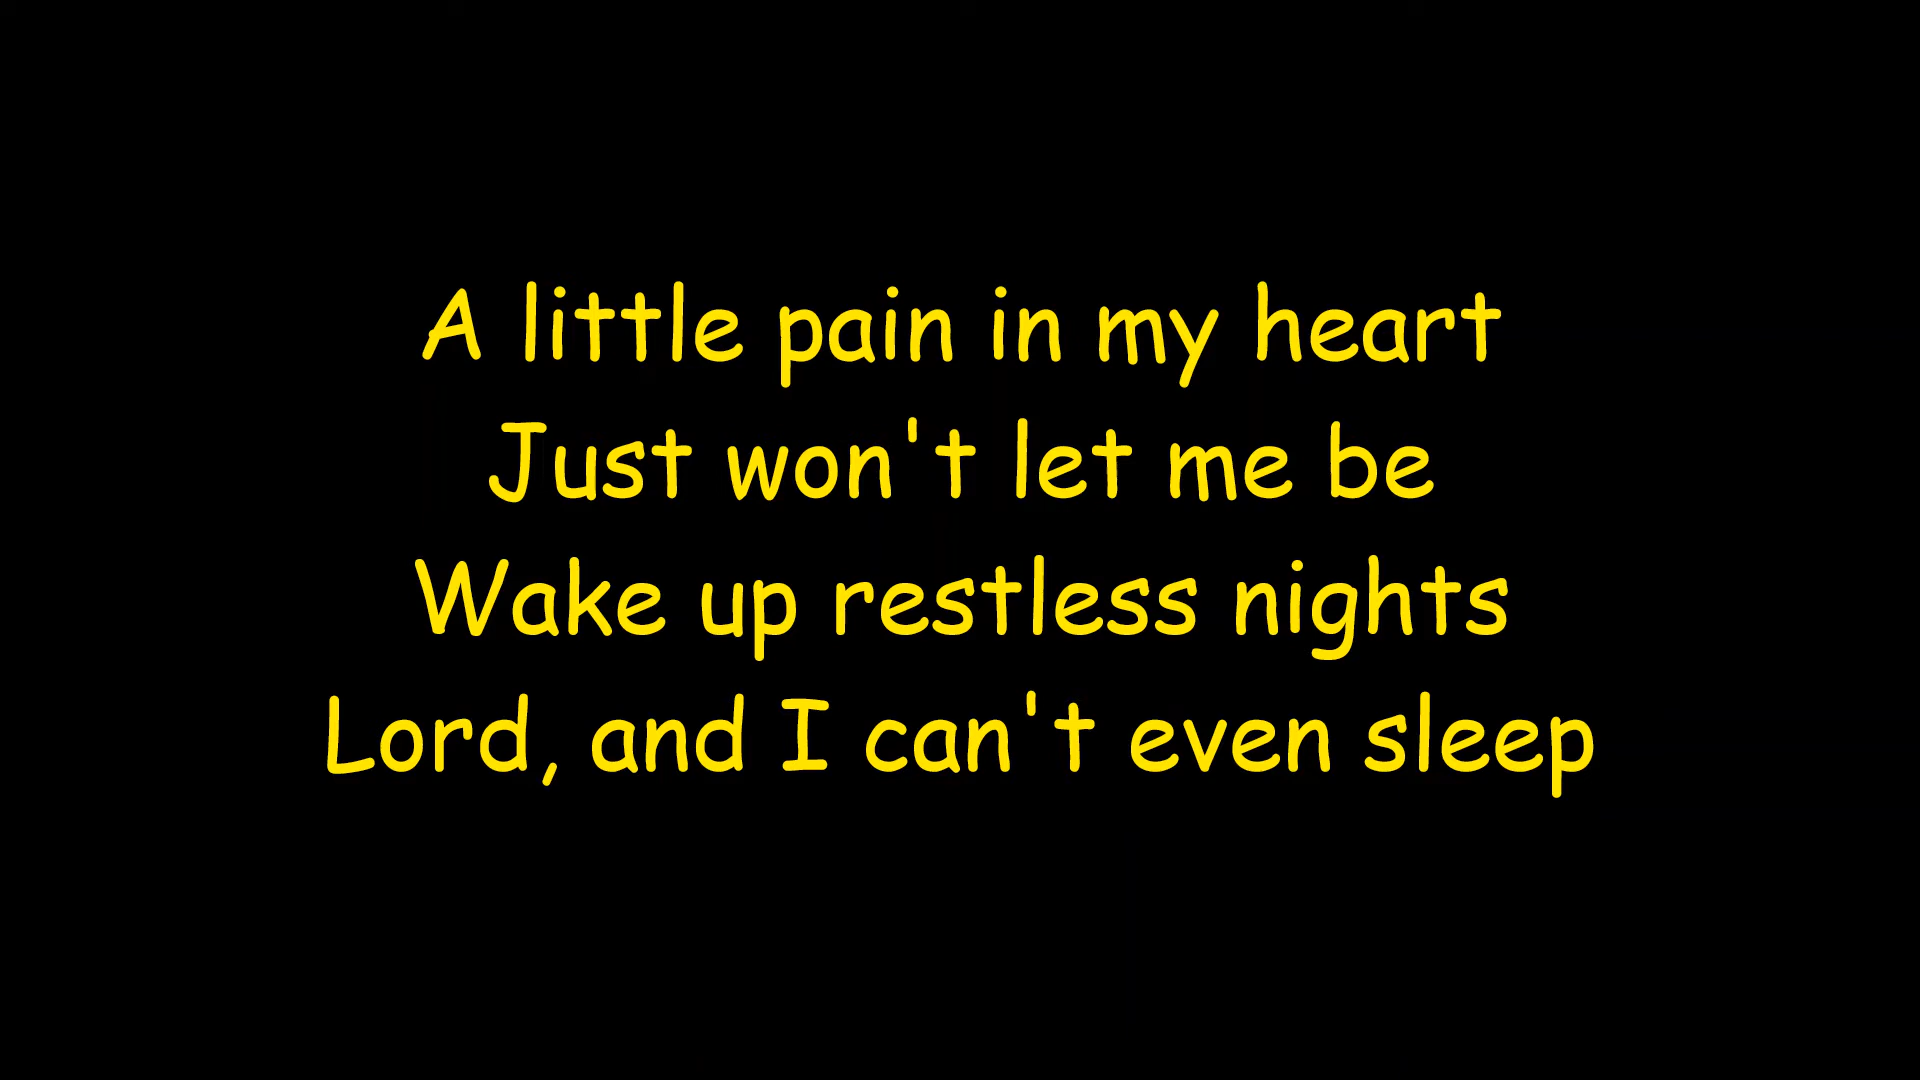 A little pain in my heart
Just won't let me be
Wake up restless nights
Lord, and I can't even sleep